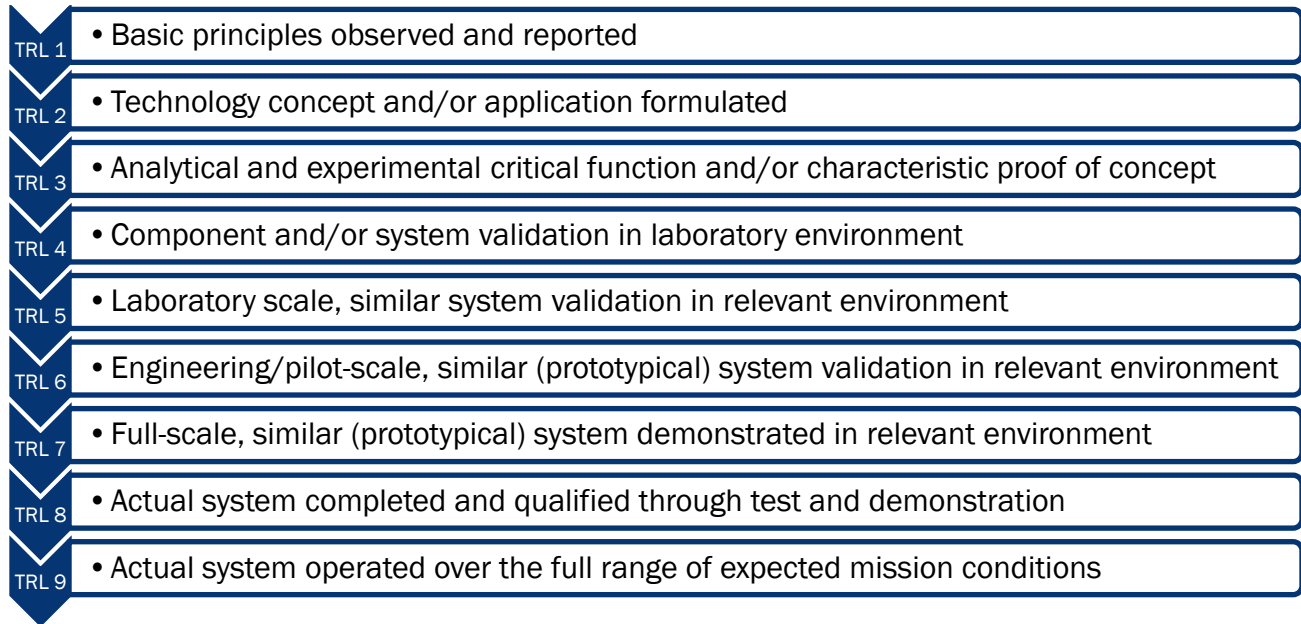 TRL 1
• Basic principles observed and reported
TRL 2
• Technology concept and/or application formulated
TRL 3
• Analytical and experimental critical function and/or characteristic proof of concept
TRL 4
• Component and/or system validation in laboratory environment
TRL 5
• Laboratory scale, similar system validation in relevant environment
TRL 6
• Engineering/pilot-scale, similar (prototypical) system validation in relevant environment
TRL 7
• Full-scale, similar (prototypical) system demonstrated in relevant environment
TRL 8
• Actual system completed and qualified through test and demonstration
TRL 9
• Actual system operated over the full range of expected mission conditions